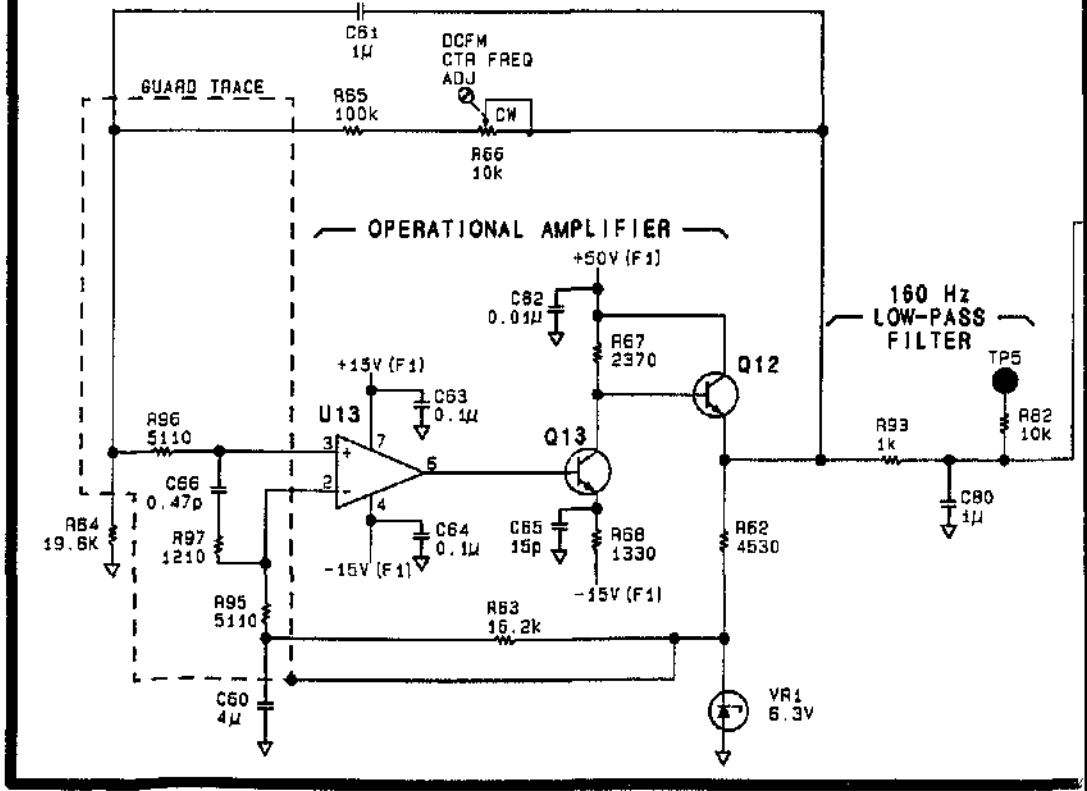 C61
1µ
DCFM
CTR FREQ
ADJ
GUARD TRACE
R65
100k
CW
R66
10k
OPERATIONAL AMPLIFIER
+50V(F1)
C82
0.01µ
R67
2370
160 Hz
LOW-PASS
FILTER
TP5
Q12
+15V(F1)
C63
0.1µ
U13
R96
5110
3
+
7
6
Q13
R93
1k
R82
10k
2
-
4
C66
0.47p
R64
19.6K
R97
1210
C64
0.1µ
C65
15p
R68
1330
R62
4530
C80
1µ
-15V(F1)
-15V(F1)
R95
5110
R63
16.2k
C60
4µ
VR1
6.3V